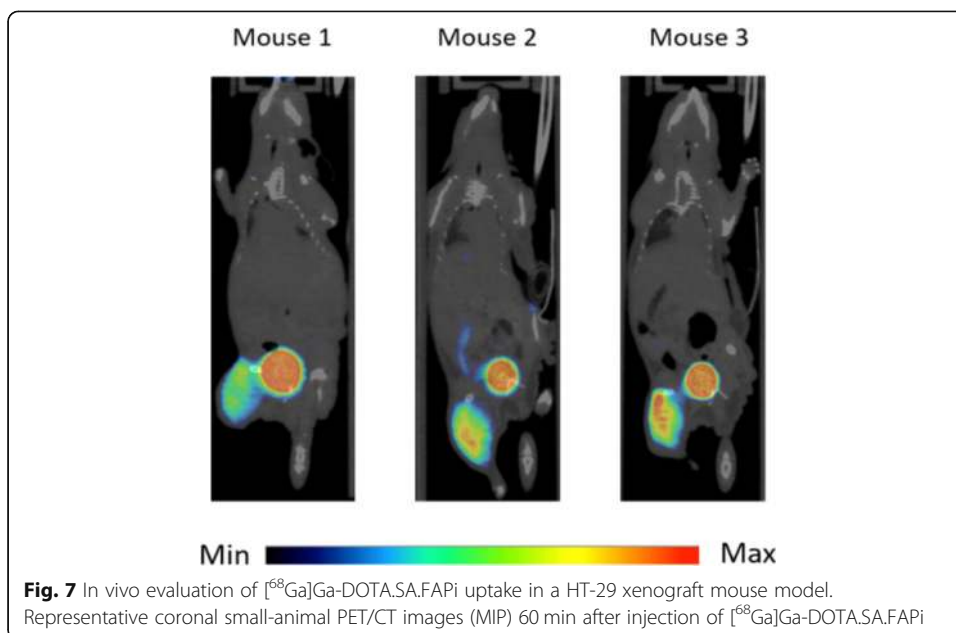 Mouse 1 Mouse 2 Mouse 3
Min Max
Fig. 7 In vivo evaluation of [⁶⁸Ga]Ga-DOTA.SA.FAPi uptake in a HT-29 xenograft mouse model.
Representative coronal small-animal PET/CT images (MIP) 60 min after injection of [⁶⁸Ga]Ga-DOTA.SA.FAPi